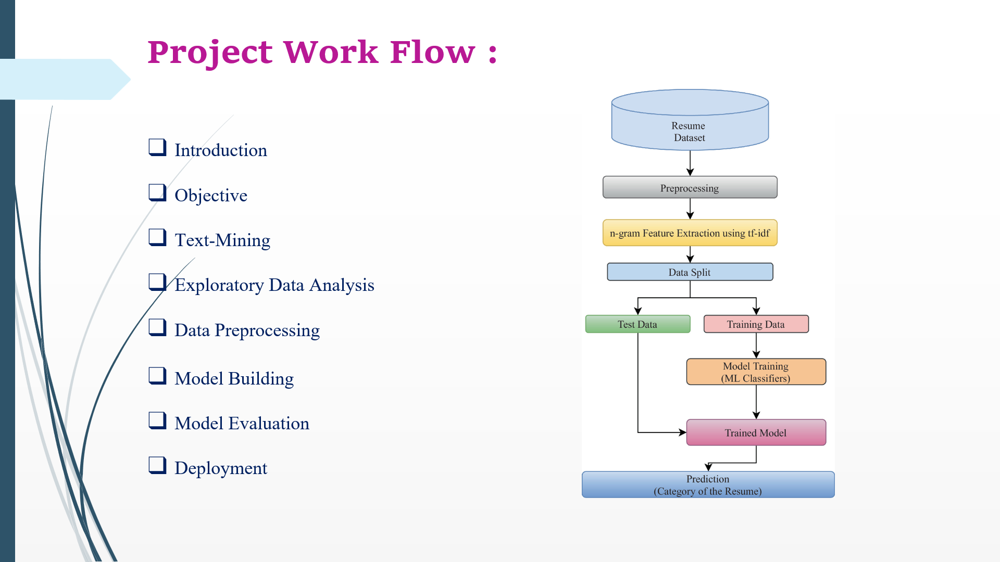 Project Work Flow :
Introduction
Objective
Text-Mining
Exploratory Data Analysis
Data Preprocessing
Model Building
Model Evaluation
Deployment
Resume
Dataset
Preprocessing
n-gram Feature Extraction using tf-idf
Data Split
Test Data
Training Data
Model Training
(ML Classifiers)
Trained Model
Prediction
(Category of the Resume)